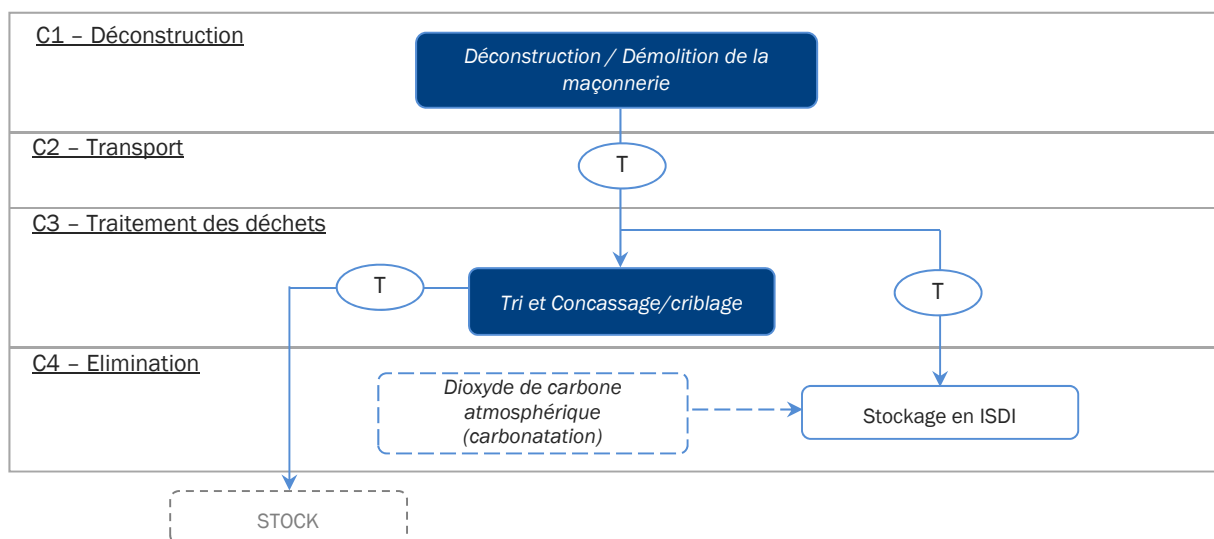 C1 – Déconstruction
Déconstruction / Démolition de la
maçonnerie
C2 – Transport
T
C3 – Traitement des déchets
T
Tri et Concassage/criblage
T
C4 – Elimination
Dioxyde de carbone
atmosphérique
(carbonatation)
Stockage en ISDI
STOCK